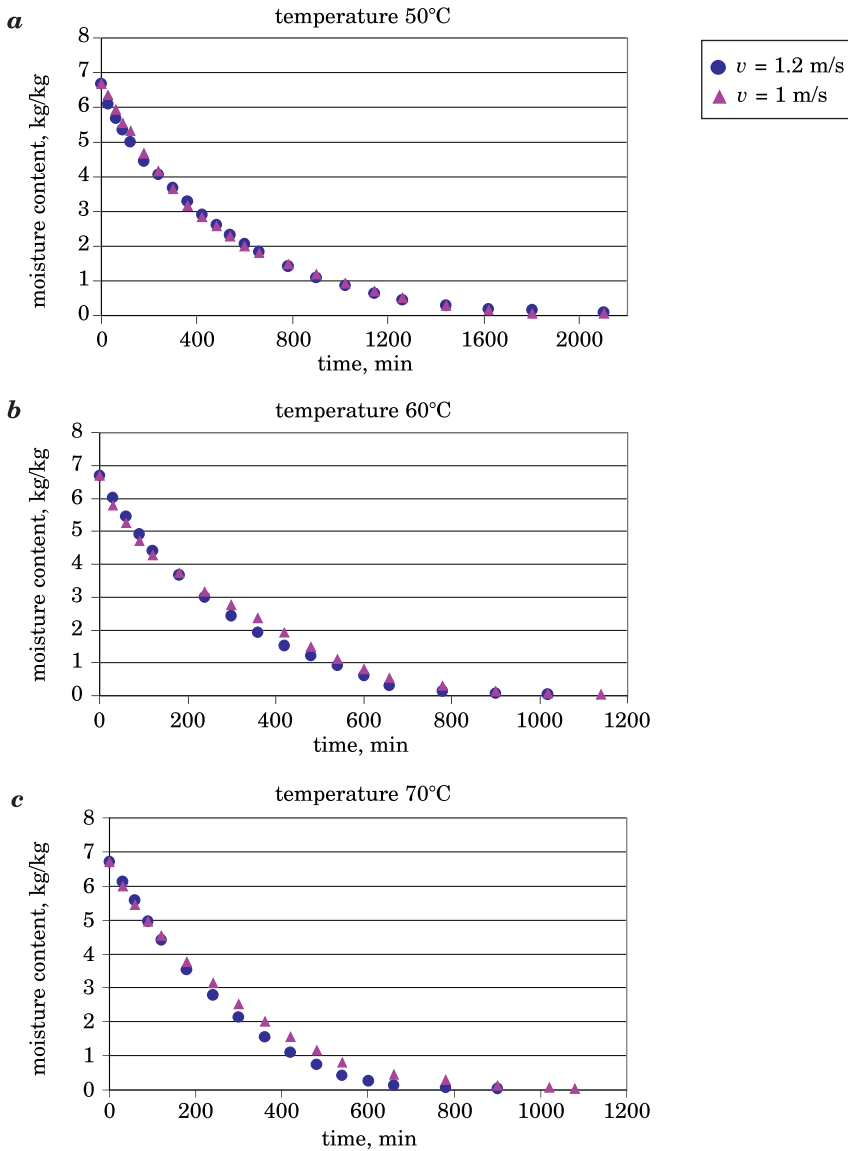 a
temperature 50°C
8
7
6
5
4
3
2
1
0
moisture content, kg/kg
0 400 800 1200 1600 2000
time, min
v = 1.2 m/s
v = 1 m/s
b
temperature 60°C
8
7
6
5
4
3
2
1
0
moisture content, kg/kg
0 200 400 600 800 1000 1200
time, min
c
temperature 70°C
8
7
6
5
4
3
2
1
0
moisture content, kg/kg
0 200 400 600 800 1000 1200
time, min